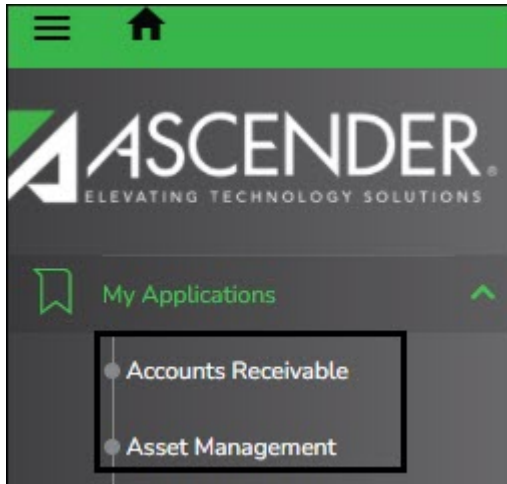 ASCENDER.
ELEVATING TECHNOLOGY SOLUTIONS
My Applications
Accounts Receivable
Asset Management